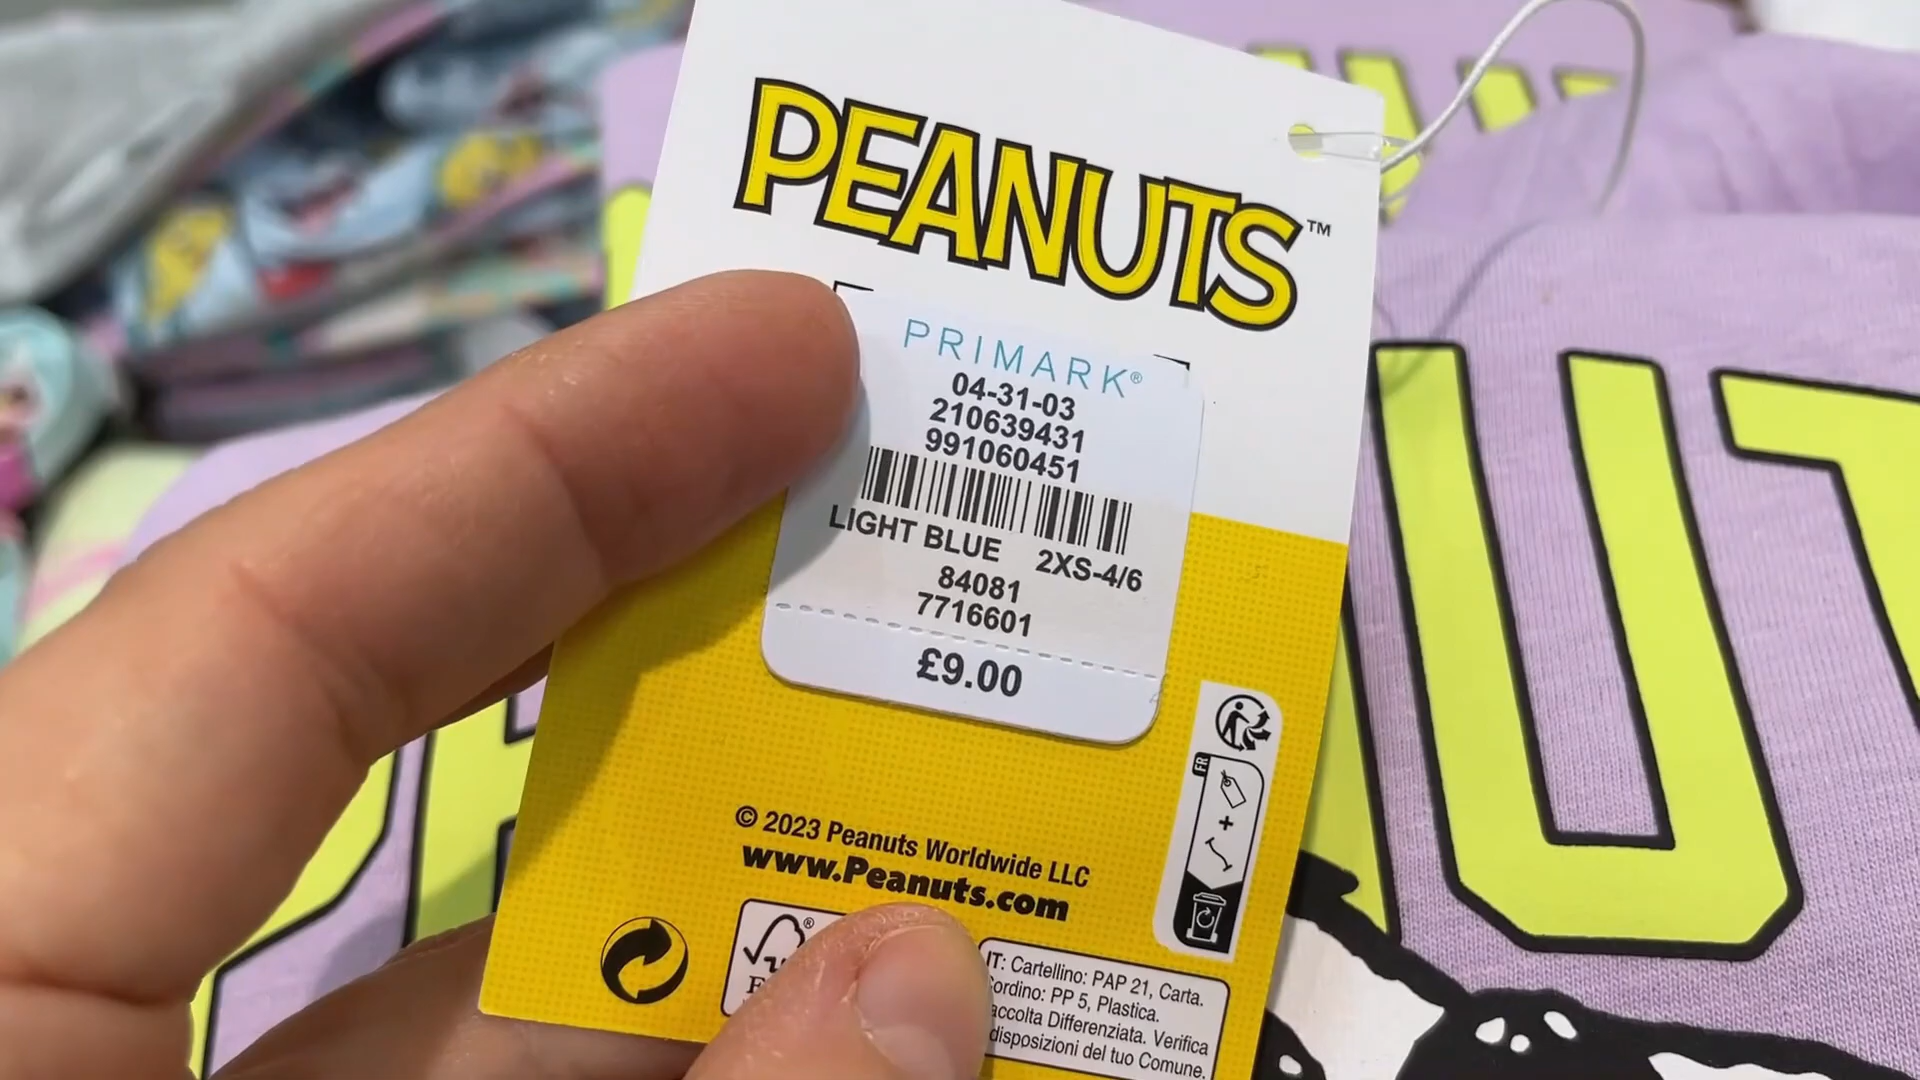 PEANUTS™
PRIMARK®
04-31-03
210639431
991060451
LIGHT BLUE 2XS-4/6
84081
7716601
£9.00
FR
+
© 2023 Peanuts Worldwide LLC
www.Peanuts.com
®
IT: Cartellino: PAP 21, Carta.
PP 5, Plastica.
Differenziata. Verifica
disposizioni del tuo Comune.